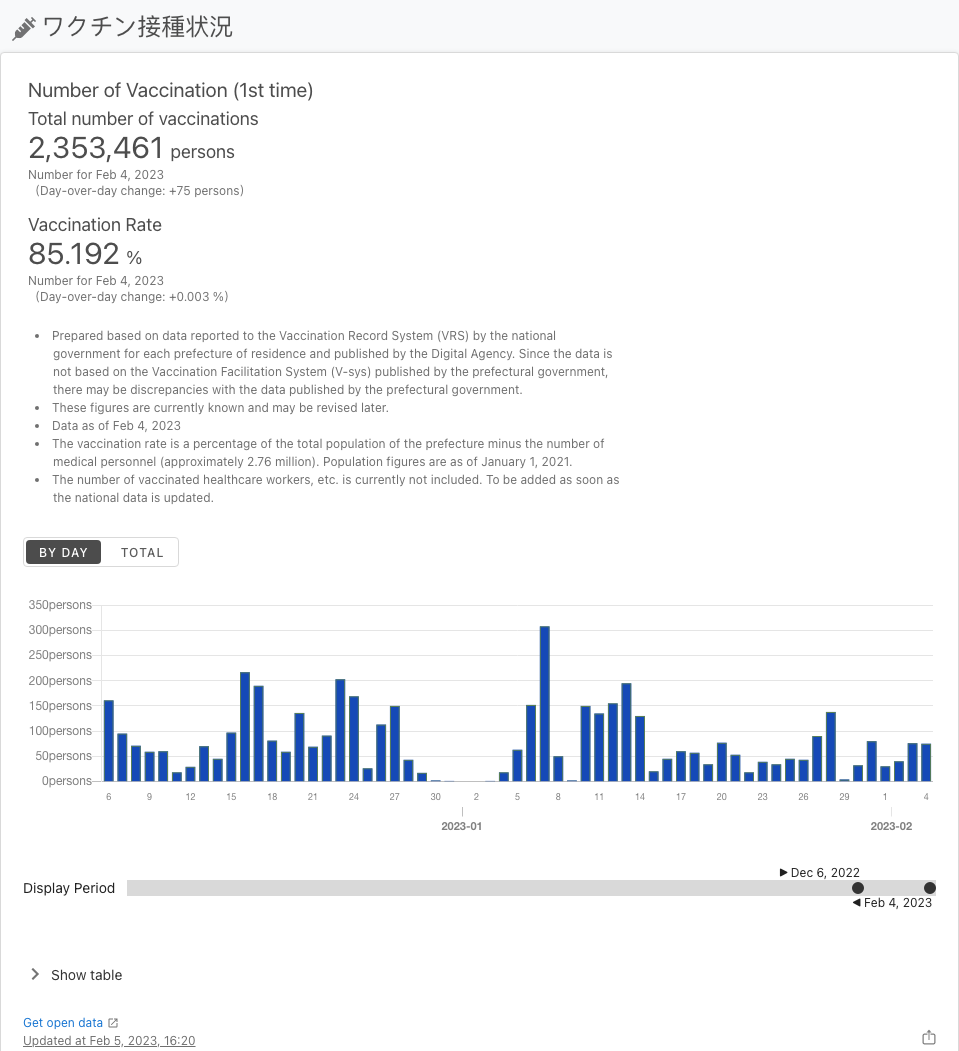 ワクチン接種状況
Number of Vaccination (1st time)
Total number of vaccinations
2,353,461 persons
Number for Feb 4, 2023
(Day-over-day change: +75 persons)
Vaccination Rate
85.192 %
Number for Feb 4, 2023
(Day-over-day change: +0.003 %)
• Prepared based on data reported to the Vaccination Record System (VRS) by the national
government for each prefecture of residence and published by the Digital Agency. Since the data is
not based on the Vaccination Facilitation System (V-sys) published by the prefectural government,
there may be discrepancies with the data published by the prefectural government.
• These figures are currently known and may be revised later.
• Data as of Feb 4, 2023
• The vaccination rate is a percentage of the total population of the prefecture minus the number of
medical personnel (approximately 2.76 million). Population figures are as of January 1, 2021.
• The number of vaccinated healthcare workers, etc. is currently not included. To be added as soon as
the national data is updated.
BY DAY TOTAL
350persons
300persons
250persons
200persons
150persons
100persons
50persons
0persons
6 9 12 15 18 21 24 27 30 2 5 8 11 14 17 20 23 26 29 1 4
2023-01 2023-02
Dec 6, 2022
Display Period
Feb 4, 2023
Show table
Get open data
Updated at Feb 5, 2023, 16:20